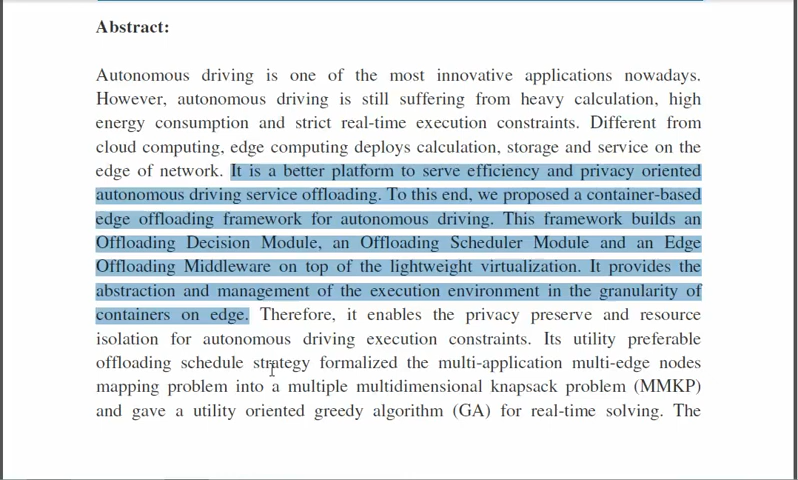 Abstract:
Autonomous driving is one of the most innovative applications nowadays.
However, autonomous driving is still suffering from heavy calculation, high
energy consumption and strict real-time execution constraints. Different from
cloud computing, edge computing deploys calculation, storage and service on the
edge of network. It is a better platform to serve efficiency and privacy oriented
autonomous driving service offloading. To this end, we proposed a container-based
edge offloading framework for autonomous driving. This framework builds an
Offloading Decision Module, an Offloading Scheduler Module and an Edge
Offloading Middleware on top of the lightweight virtualization. It provides the
abstraction and management of the execution environment in the granularity of
containers on edge. Therefore, it enables the privacy preserve and resource
isolation for autonomous driving execution constraints. Its utility preferable
offloading schedule strategy formalized the multi-application multi-edge nodes
mapping problem into a multiple multidimensional knapsack problem (MMKP)
and gave a utility oriented greedy algorithm (GA) for real-time solving. The